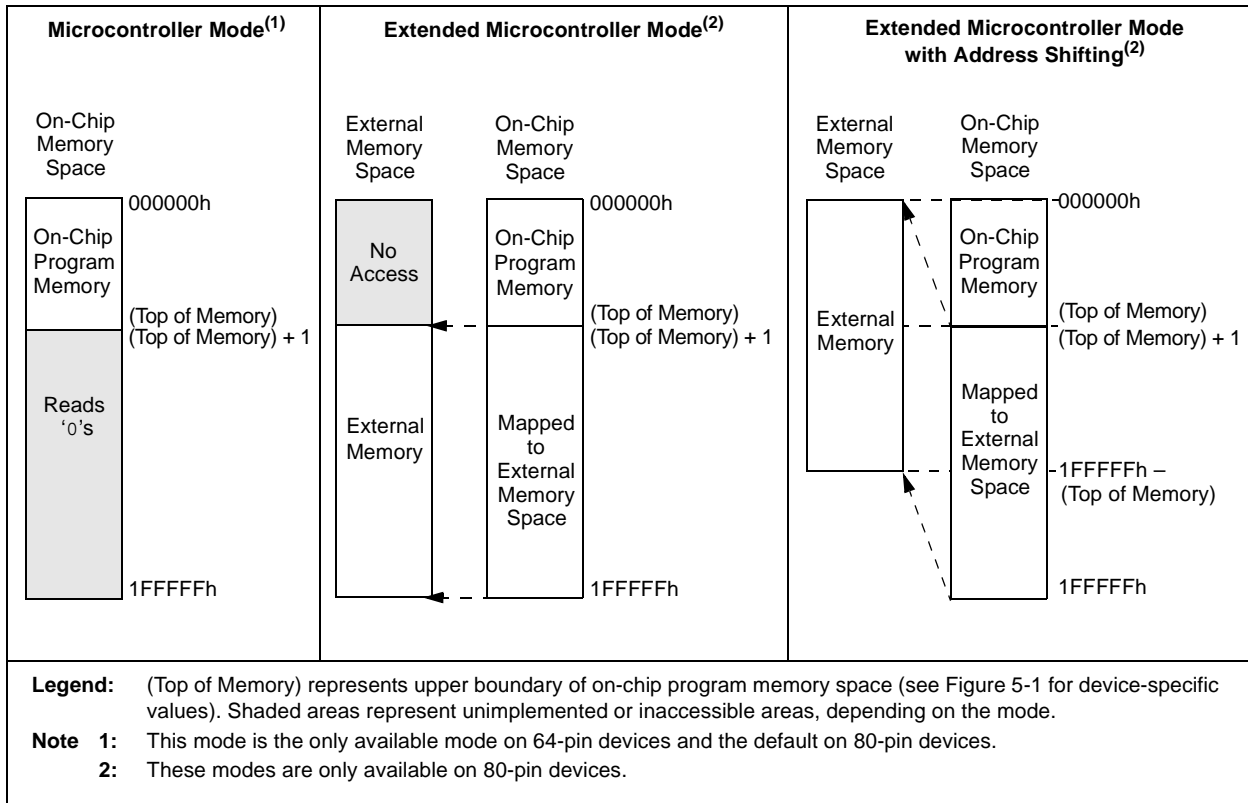 Microcontroller Mode(1)
On-Chip
Memory
Space
000000h
On-Chip
Program
Memory
(Top of Memory)
(Top of Memory) + 1
Reads
‘0’s
1FFFFFh
Extended Microcontroller Mode(2)
External
Memory
Space
On-Chip
Memory
Space
000000h
No
Access
On-Chip
Program
Memory
(Top of Memory)
(Top of Memory) + 1
External
Memory
Mapped
to
External
Memory
Space
1FFFFFh
Extended Microcontroller Mode
with Address Shifting(2)
External
Memory
Space
On-Chip
Memory
Space
000000h
On-Chip
Program
Memory
External
Memory
(Top of Memory)
(Top of Memory) + 1
Mapped
to
External
Memory
Space
1FFFFFh –
(Top of Memory)
1FFFFFh
Legend: (Top of Memory) represents upper boundary of on-chip program memory space (see Figure 5-1 for device-specific
values). Shaded areas represent unimplemented or inaccessible areas, depending on the mode.
Note 1: This mode is the only available mode on 64-pin devices and the default on 80-pin devices.
2: These modes are only available on 80-pin devices.